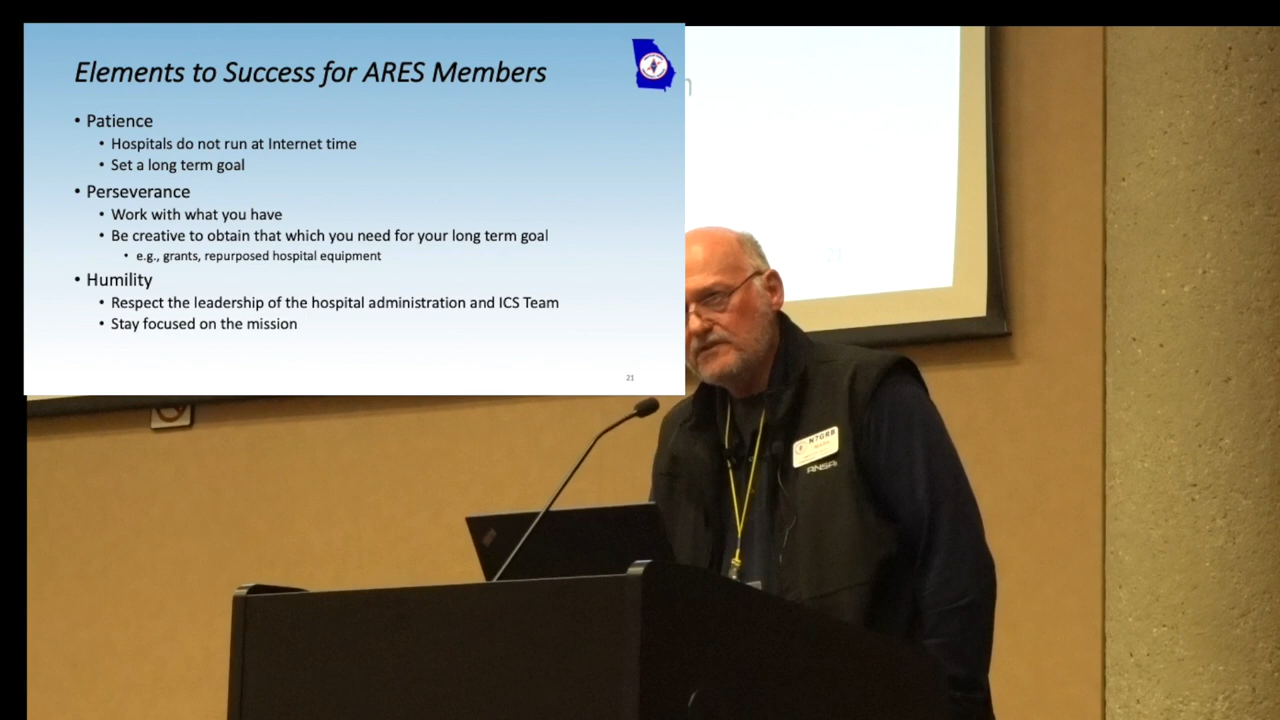 Elements to Success for ARES Members
• Patience
• Hospitals do not run at Internet time
• Set a long term goal
• Perseverance
• Work with what you have
• Be creative to obtain that which you need for your long term goal
• e.g., grants, repurposed hospital equipment
• Humility
• Respect the leadership of the hospital administration and ICS Team
• Stay focused on the mission
21
21
N7GRB